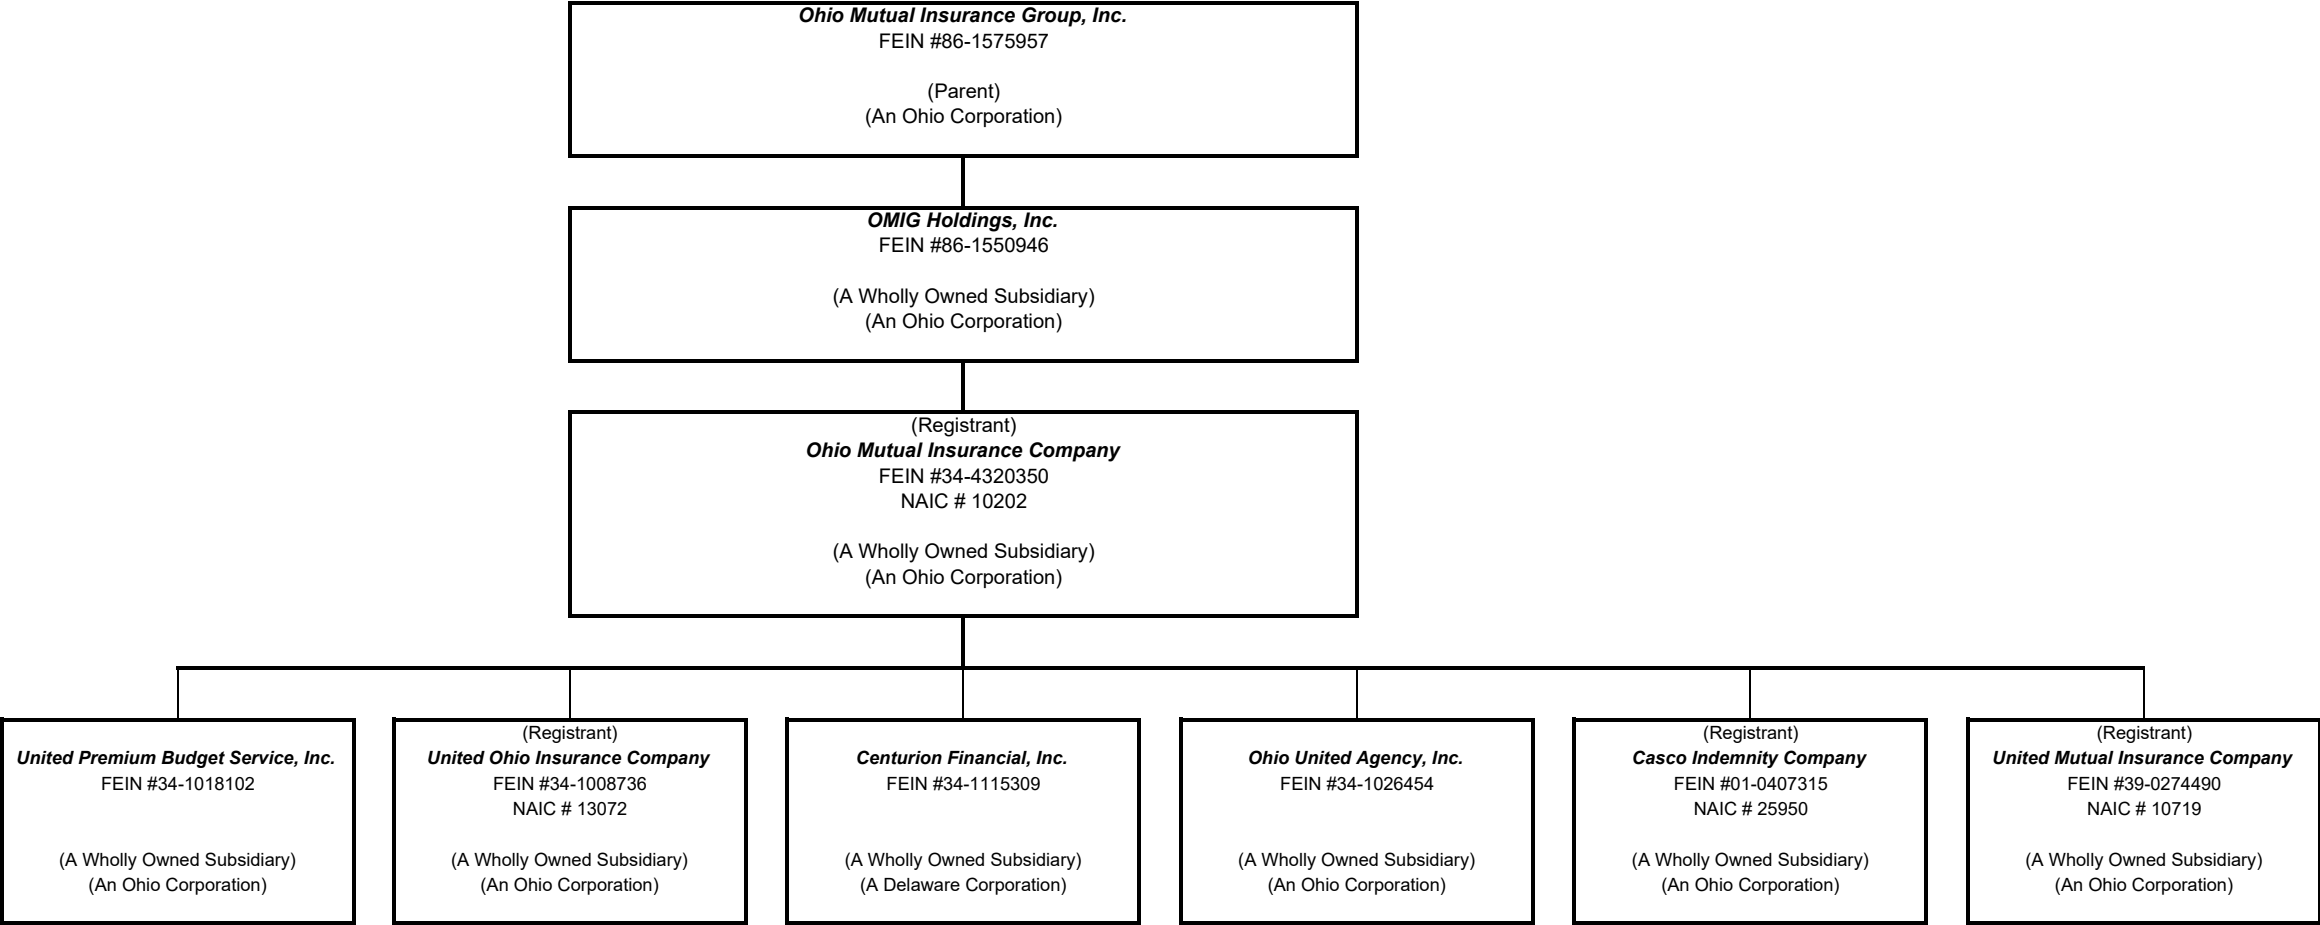 Ohio Mutual Insurance Group, Inc.
FEIN #86-1575957
(Parent)
(An Ohio Corporation)
OMIG Holdings, Inc.
FEIN #86-1550946
(A Wholly Owned Subsidiary)
(An Ohio Corporation)
(Registrant)
Ohio Mutual Insurance Company
FEIN #34-4320350
NAIC # 10202
(A Wholly Owned Subsidiary)
(An Ohio Corporation)
United Premium Budget Service, Inc.
FEIN #34-1018102
(A Wholly Owned Subsidiary)
(An Ohio Corporation)
(Registrant)
United Ohio Insurance Company
FEIN #34-1008736
NAIC # 13072
(A Wholly Owned Subsidiary)
(An Ohio Corporation)
Centurion Financial, Inc.
FEIN #34-1115309
(A Wholly Owned Subsidiary)
(A Delaware Corporation)
Ohio United Agency, Inc.
FEIN #34-1026454
(A Wholly Owned Subsidiary)
(An Ohio Corporation)
(Registrant)
Casco Indemnity Company
FEIN #01-0407315
NAIC # 25950
(A Wholly Owned Subsidiary)
(An Ohio Corporation)
(Registrant)
United Mutual Insurance Company
FEIN #39-0274490
NAIC # 10719
(A Wholly Owned Subsidiary)
(An Ohio Corporation)